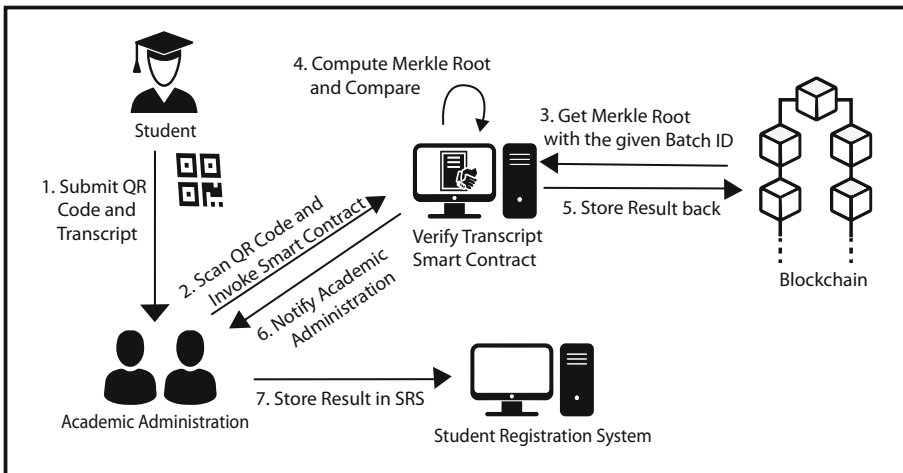 4. Compute Merkle Root
and Compare
Student
3. Get Merkle Root
with the given Batch ID
1. Submit QR
Code and
Transcript
5. Store Result back
2. Scan QR Code and
Invoke Smart Contract
Verify Transcript
Smart Contract
6. Notify Academic
Administration
Blockchain
7. Store Result in SRS
Academic Administration
Student Registration System